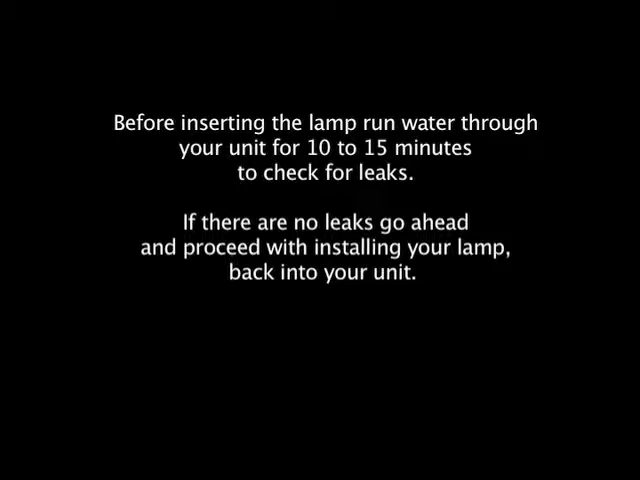 Before inserting the lamp run water through
your unit for 10 to 15 minutes
to check for leaks.
If there are no leaks go ahead
and proceed with installing your lamp,
back into your unit.